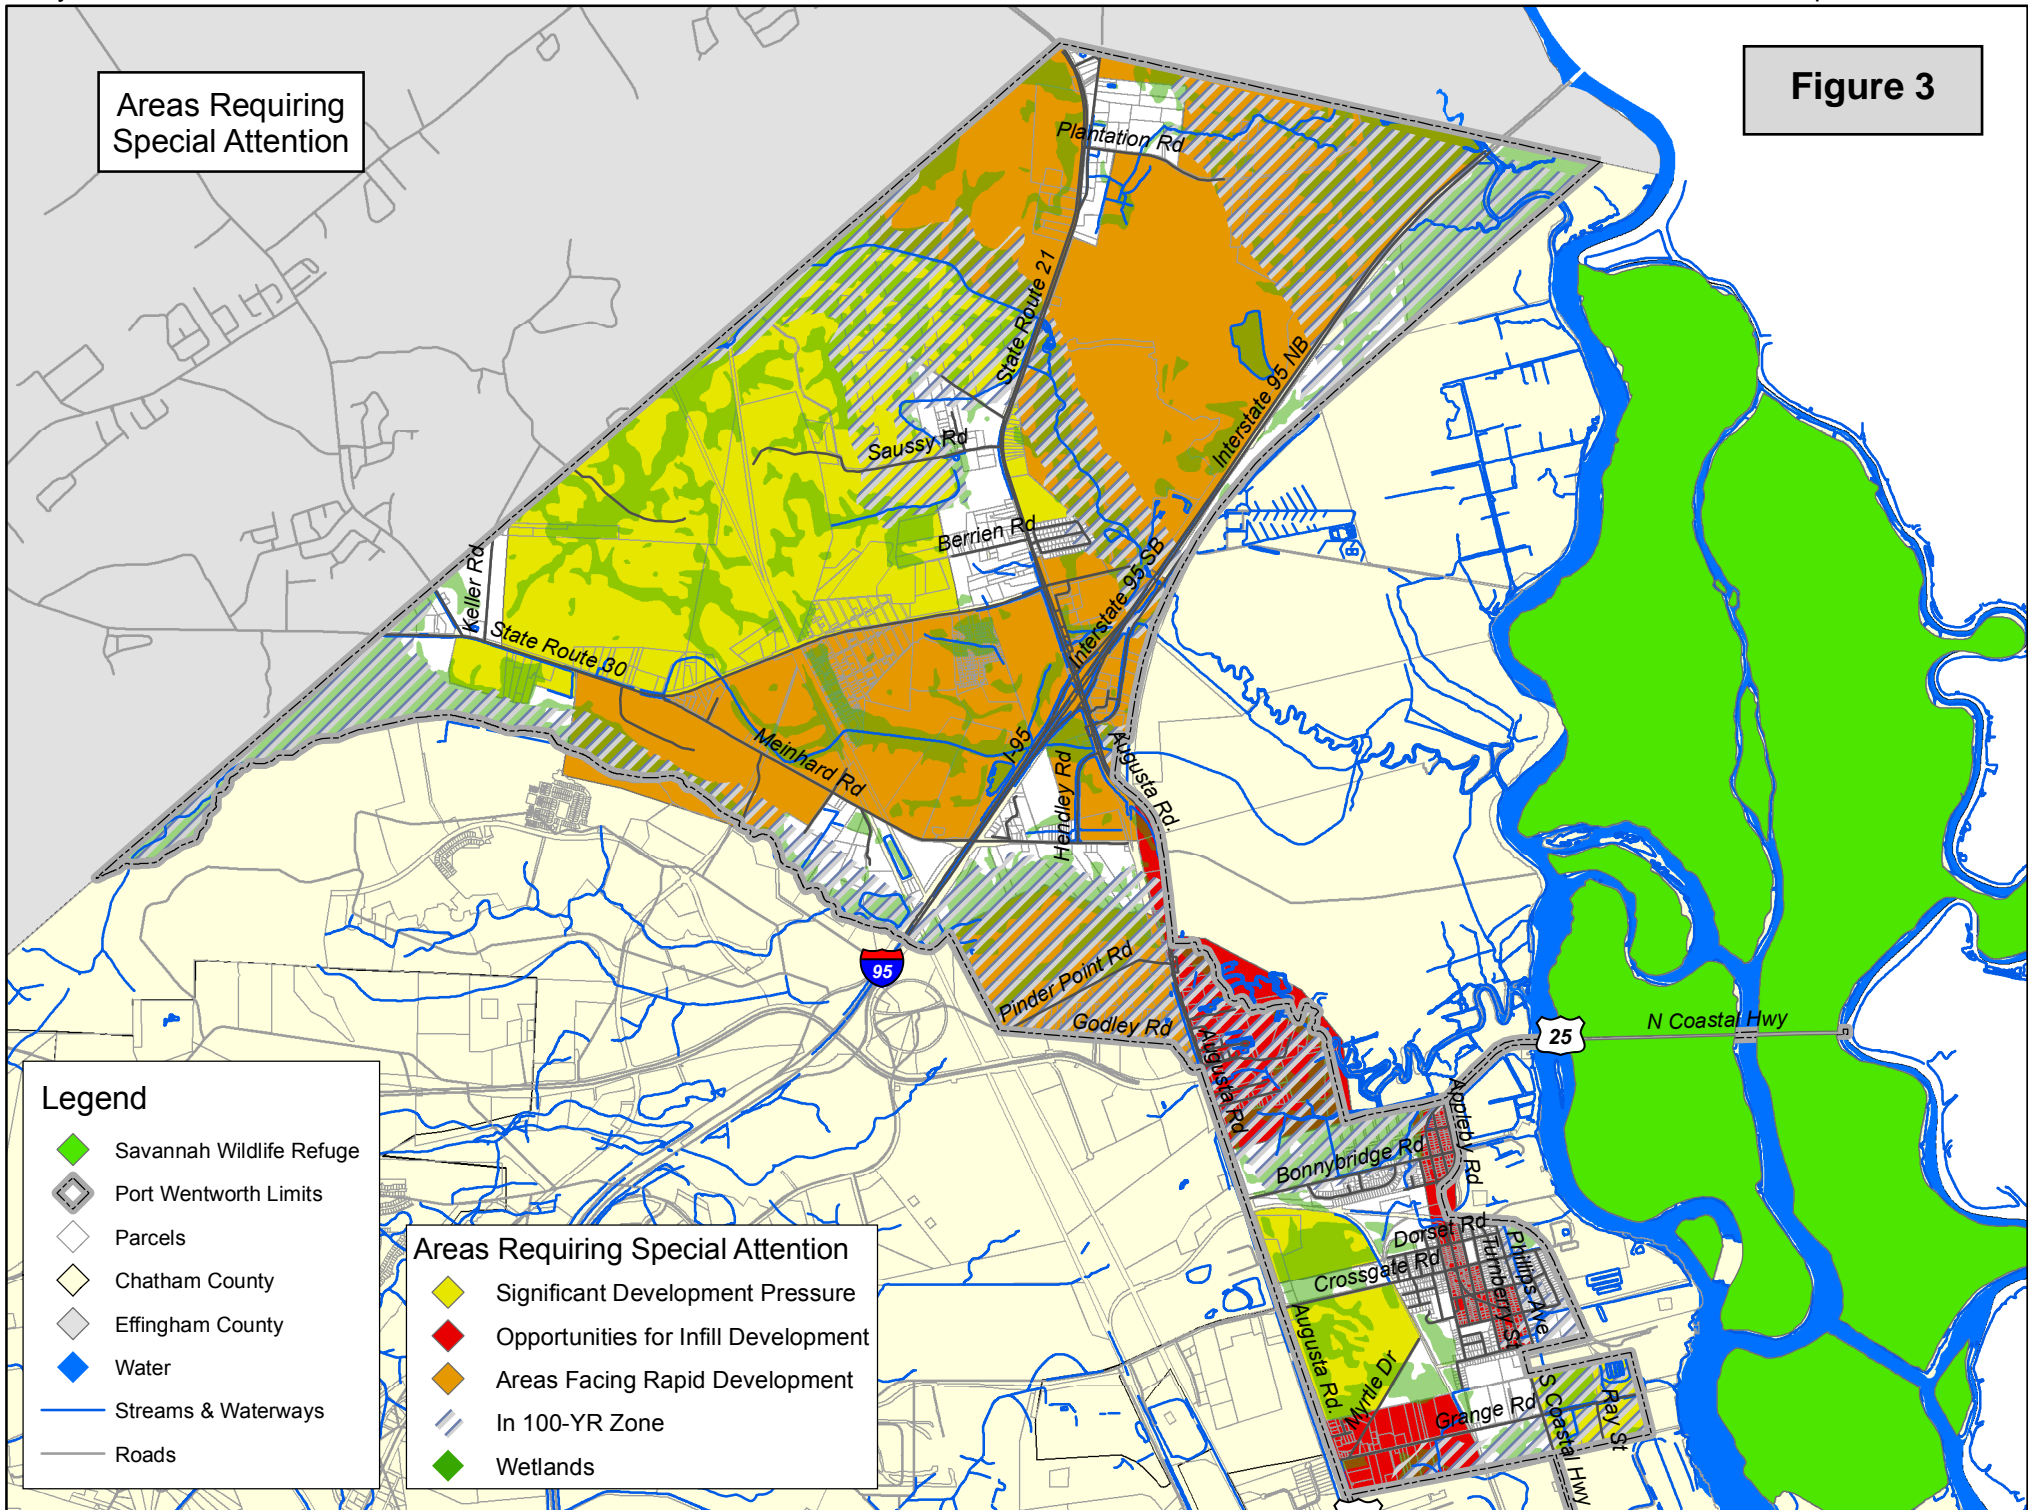 Areas Requiring
Special Attention
Figure 3
Plantation Rd
State Route 21
Interstate 95 NB
Saussy Rd
Berrien Rd
Interstate 95 SB
Keller Rd
State Route 30
Meinhard Rd
I-95
Hendley Rd
Augusta Rd.
95
Pinder Point Rd
Godley Rd
Augusta Rd
N Coastal Hwy
25
Appleby Rd
Bonnybridge Rd
Dorset Rd
Crossgate Rd
Turnberry St
Phillips Ave
Augusta Rd.
Myrtle Dr
Grange Rd
S Coastal Hwy
Ray St
Legend
Savannah Wildlife Refuge
Port Wentworth Limits
Parcels
Chatham County
Effingham County
Water
Streams & Waterways
Roads
Areas Requiring Special Attention
Significant Development Pressure
Opportunities for Infill Development
Areas Facing Rapid Development
In 100-YR Zone
Wetlands